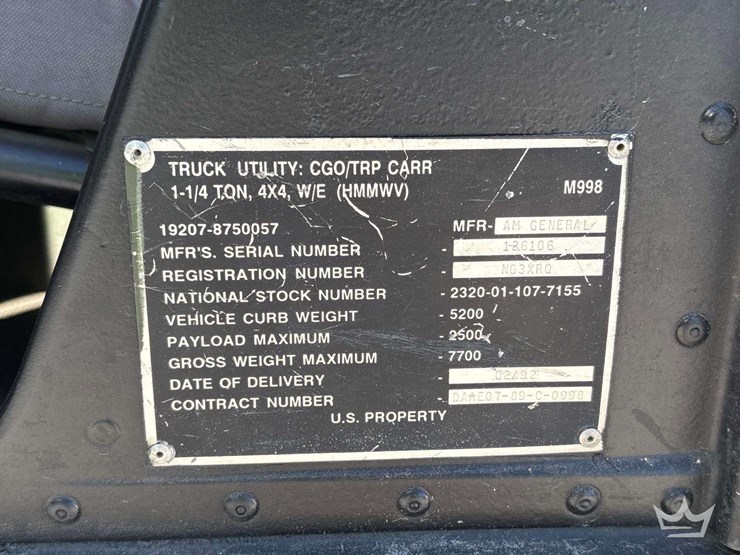 TRUCK UTILITY: CGO/TRP CARR
1-1/4 TON, 4X4, W/E (HMMWV) M998
19207-8750057 MFR- AM GENERAL
MFR'S. SERIAL NUMBER - 126106
REGISTRATION NUMBER - NG3XRQ
NATIONAL STOCK NUMBER - 2320-01-107-7155
VEHICLE CURB WEIGHT - 5200
PAYLOAD MAXIMUM - 2500
GROSS WEIGHT MAXIMUM - 7700
DATE OF DELIVERY - 02/92
CONTRACT NUMBER - DAAE07-89-C-0998
U.S. PROPERTY